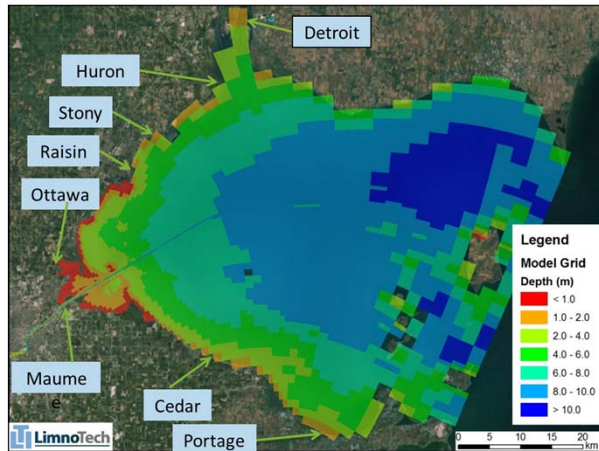 Detroit
Huron
Stony
Raisin
Ottawa
Maume
e
Cedar
Portage
Legend
Model Grid
Depth (m)
< 1.0
1.0 - 2.0
2.0 - 4.0
4.0 - 6.0
6.0 - 8.0
8.0 - 10.0
> 10.0
LimnoTech
0 5 10 15 20
km